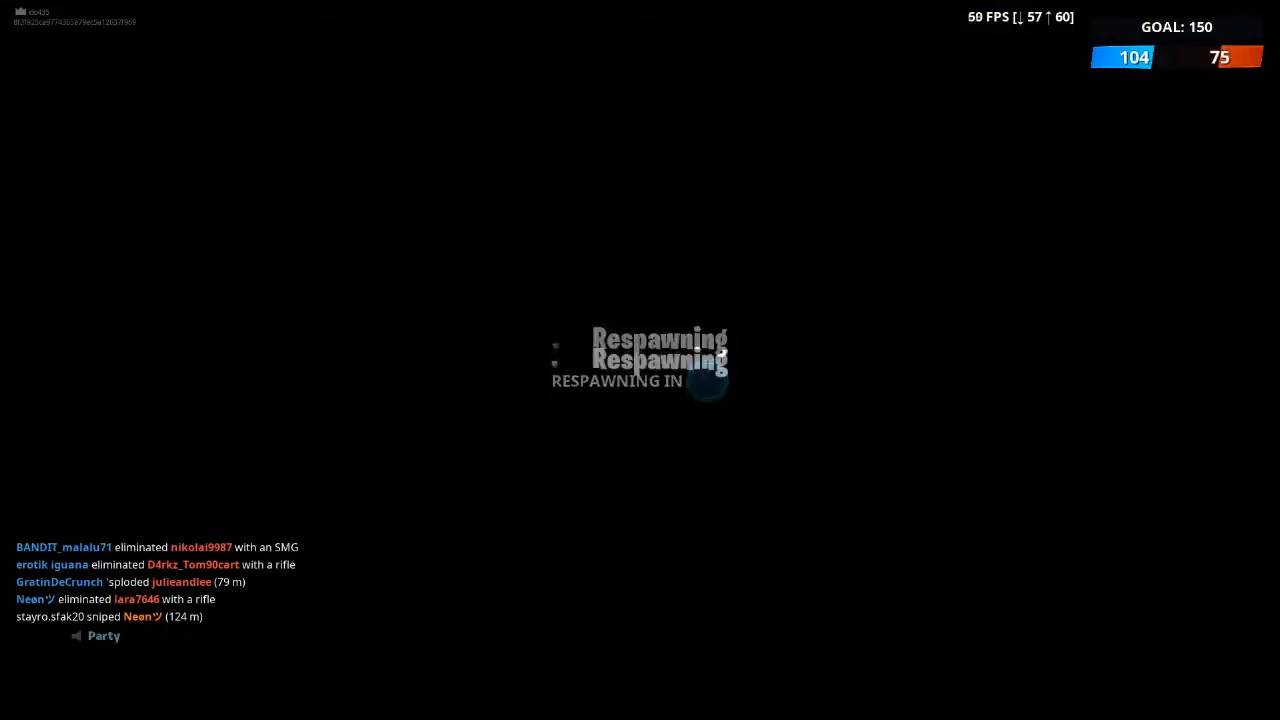 50 FPS [↓ 57 ↑ 60]
GOAL: 150
104 75
Respawning
Respawning
RESPAWNING IN
BANDIT_malalu71 eliminated nikolai9987 with an SMG
erotik iguana eliminated D4rkz_Tom90cart with a rifle
GratinDeCrunch 'sploded julieandlee (79 m)
Neønツ eliminated lara7646 with a rifle
stayro.sfak20 sniped Neønツ (124 m)
Party